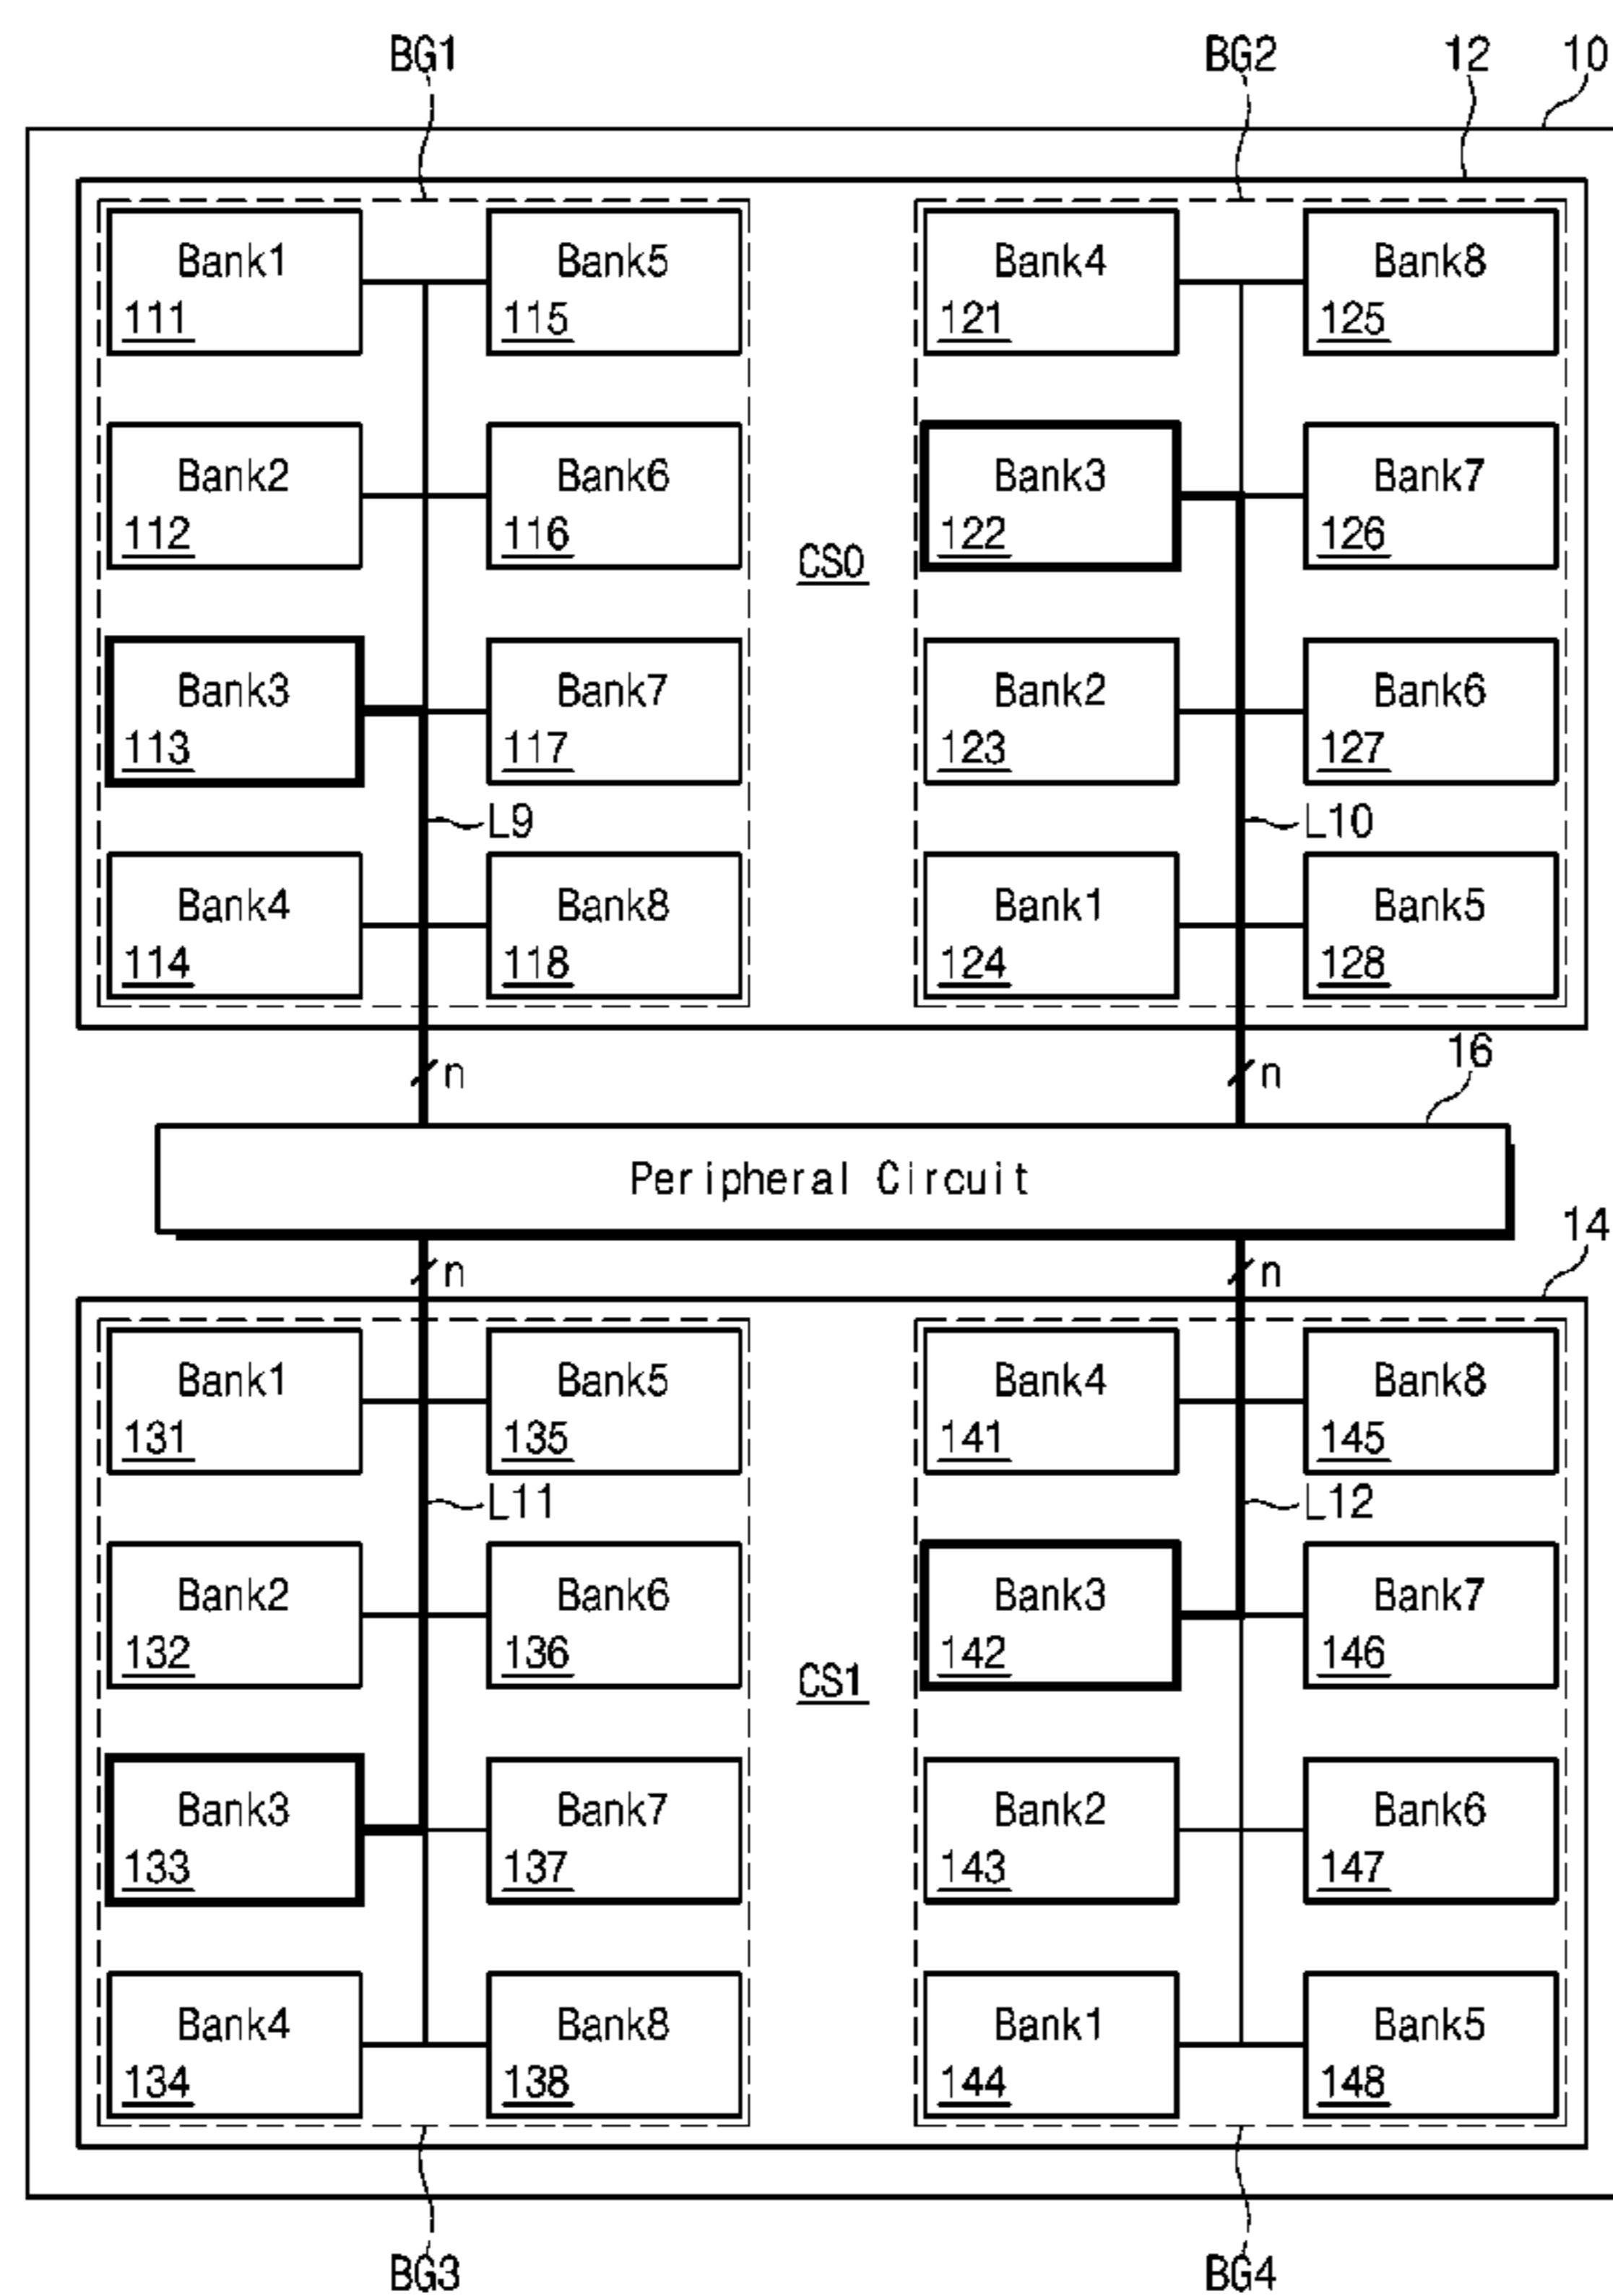 BG1 BG2 12 10
Bank1 Bank5 Bank4 Bank8
111 115 121 125
Bank2 Bank6 Bank3 Bank7
112 116 122 126
CS0
Bank3 Bank7 Bank2 Bank6
113 117 123 127
L9 L10
Bank4 Bank8 Bank1 Bank5
114 118 124 128
16
n n
Peripheral Circuit
14
n n
Bank1 Bank5 Bank4 Bank8
131 135 141 145
L11 L12
Bank2 Bank6 Bank3 Bank7
132 136 142 146
CS1
Bank3 Bank7 Bank2 Bank6
133 137 143 147
Bank4 Bank8 Bank1 Bank5
134 138 144 148
BG3 BG4